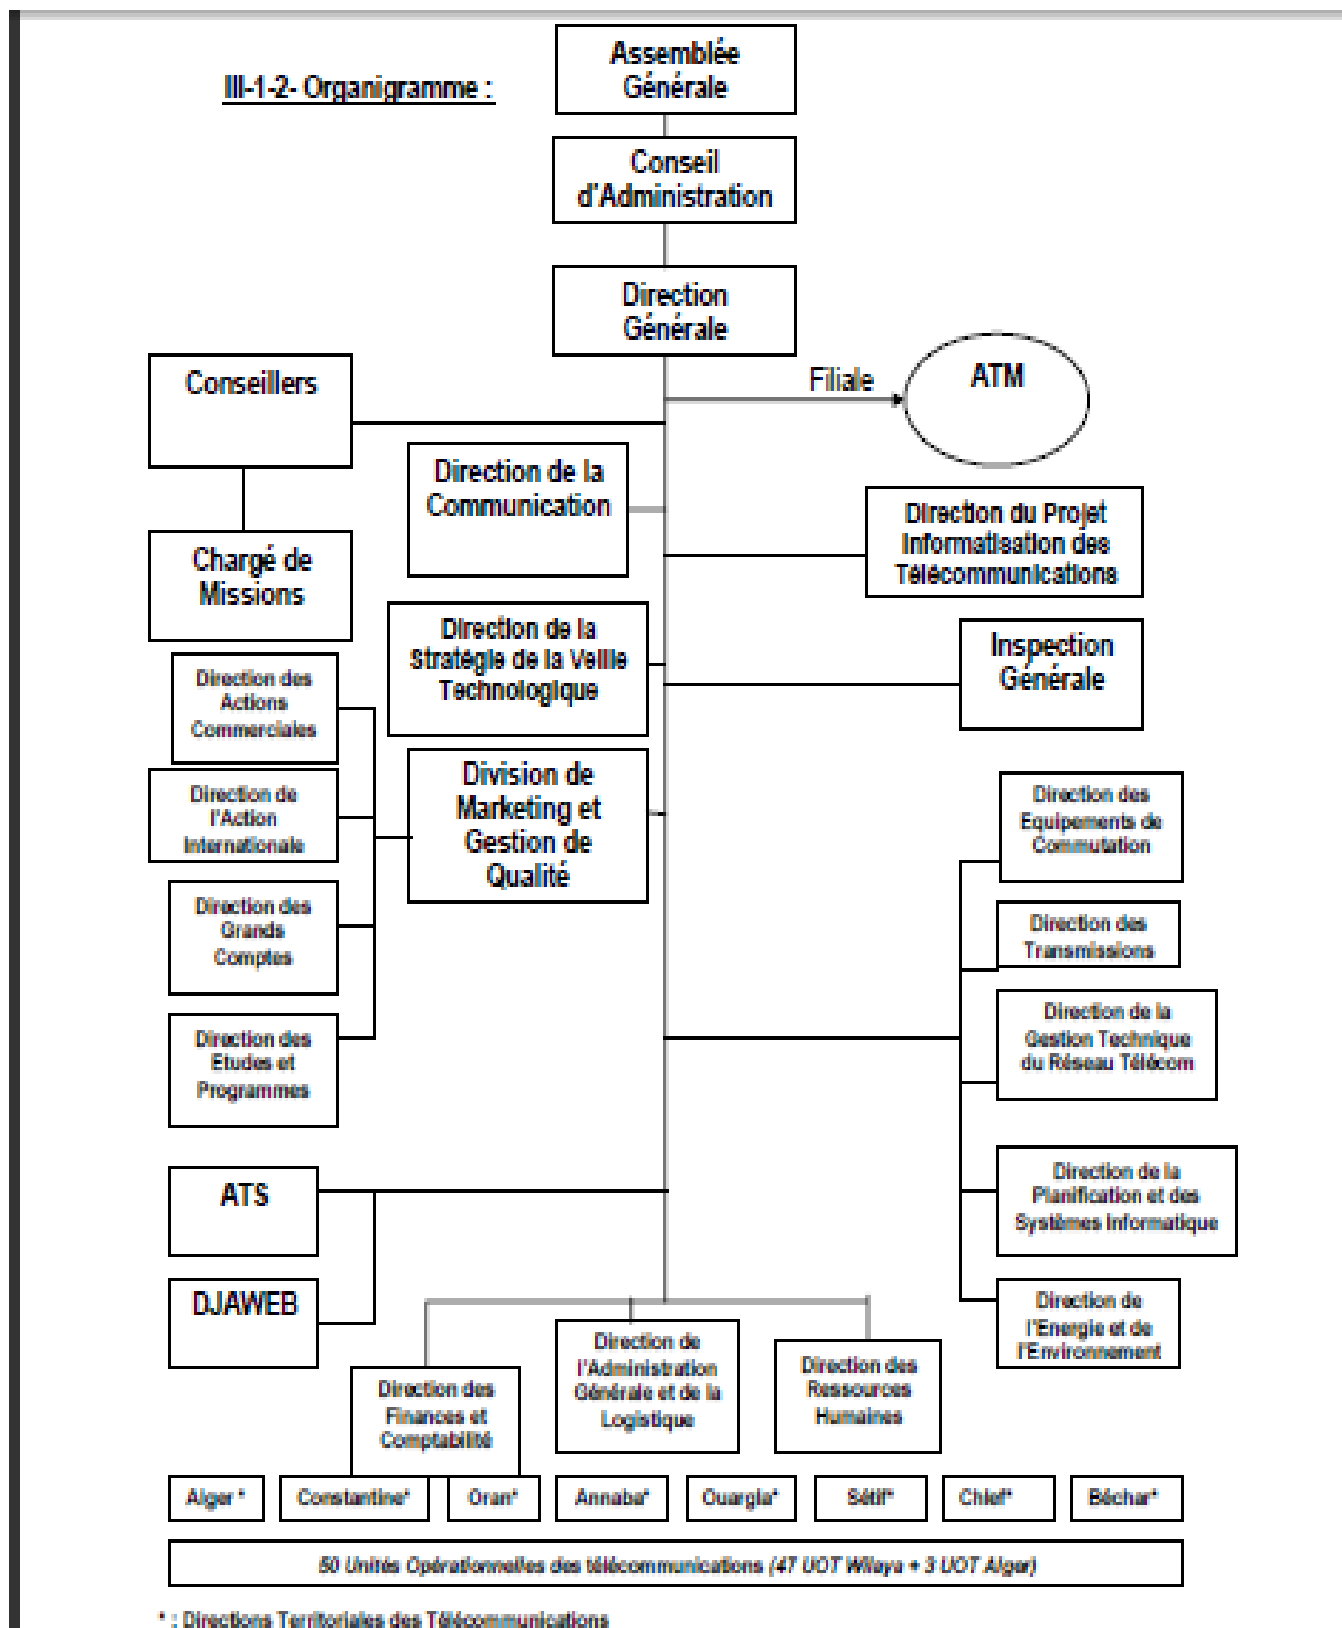 III-1-2- Organigramme :
Assemblée
Générale
Conseil
d'Administration
Direction
Générale
Conseillers
Filiale
ATM
Direction de la
Communication
Direction du Projet
Informatisation des
Télécommunications
Chargé de
Missions
Direction de la
Stratégie de la Veille
Technologique
Inspection
Générale
Direction des
Actions
Commerciales
Direction de
l'Action
Internationale
Direction des
Grands
Comptes
Direction des
Etudes et
Programmes
Division de
Marketing et
Gestion de
Qualité
Direction des
Equipements de
Commutation
Direction des
Transmissions
Direction de la
Gestion Technique
du Réseau Télécom
Direction de la
Planification et des
Systèmes Informatique
Direction de
l'Energie et de
l'Environnement
ATS
DJAWEB
Direction des
Finances et
Comptabilité
Direction de
l'Administration
Générale et de la
Logistique
Direction des
Ressources
Humaines
Alger *
Constantine*
Oran*
Annaba*
Ouargla*
Sétif*
Chlef*
Béchar*
50 Unités Opérationnelles des télécommunications (47 UOT Wilaya + 3 UOT Alger)
* : Directions Territoriales des Télécommunications